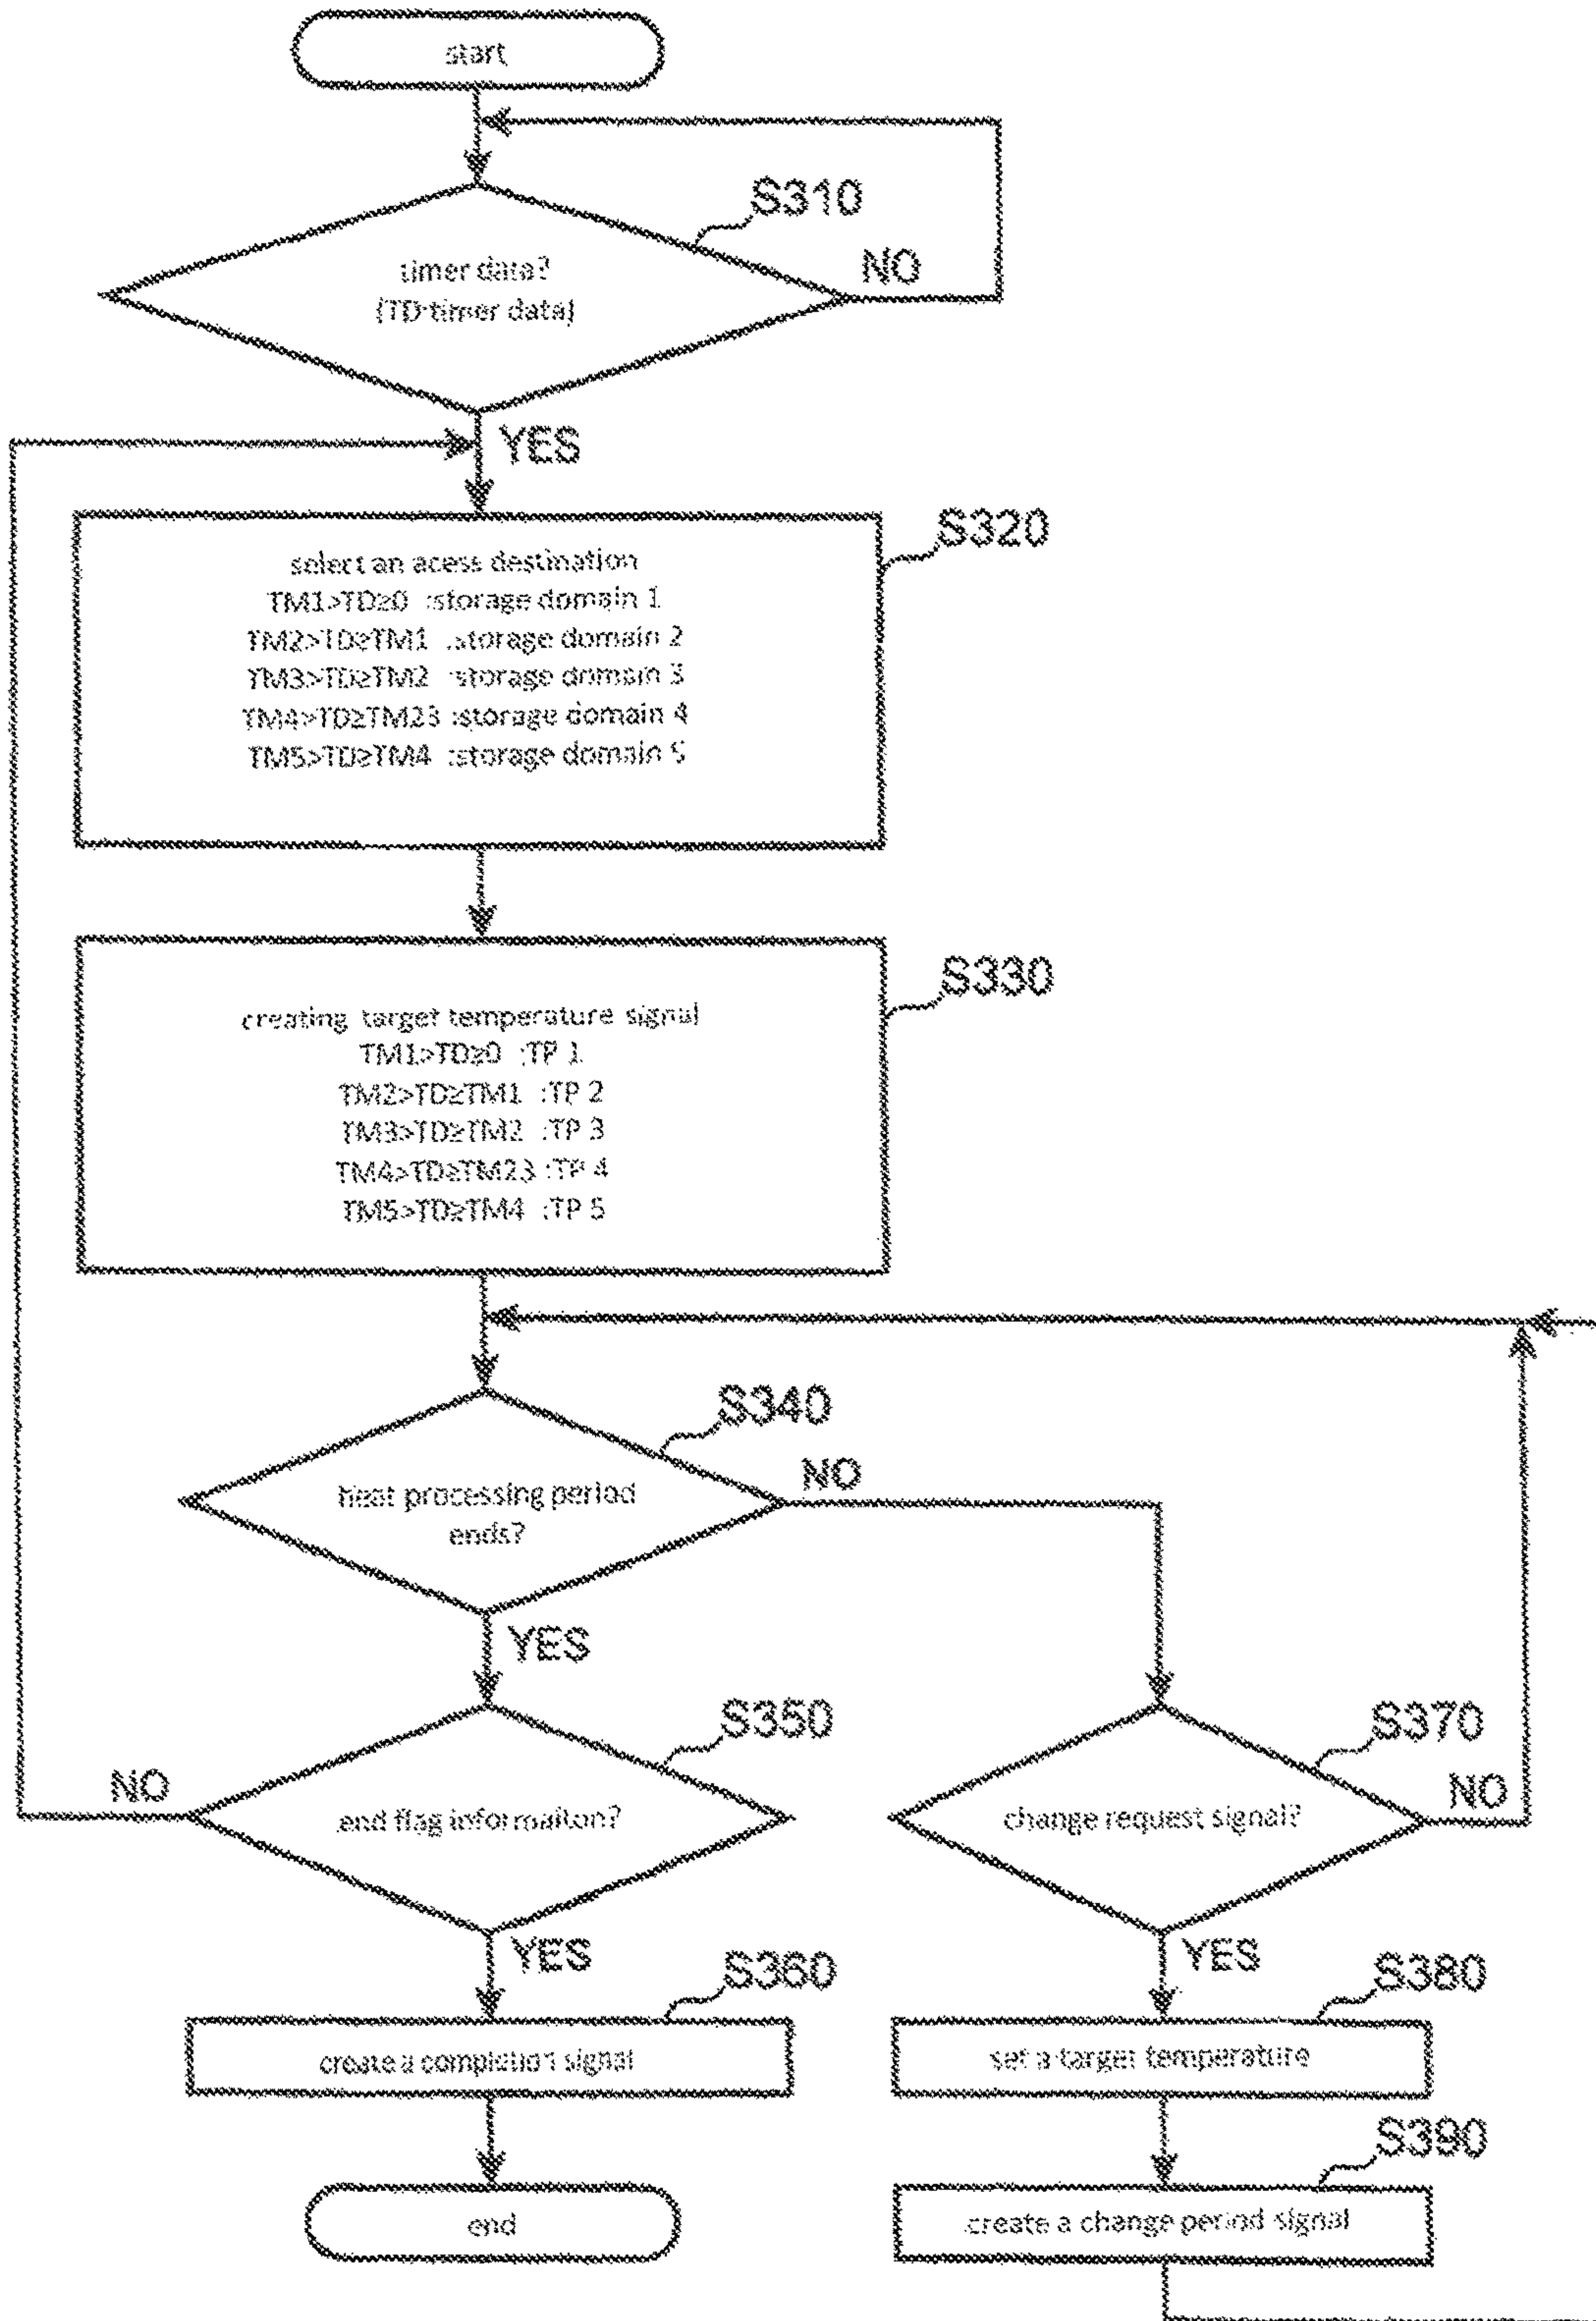 start
S310
timer data?
(TD:timer data)
NO
YES
S320
select an acess destination
TM1>TD≥0 :storage domain 1
TM2>TD≥TM1 :storage domain 2
TM3>TD≥TM2 :storage domain 3
TM4>TD≥TM23 :storage domain 4
TM5>TD≥TM4 :storage domain 5
S330
creating target temperature signal
TM1>TD≥0 :TP 1
TM2>TD≥TM1 :TP 2
TM3>TD≥TM2 :TP 3
TM4>TD≥TM23 :TP 4
TM5>TD≥TM4 :TP 5
S340
heat processing period
ends?
NO
YES
S350
end flag informaiton?
NO
YES
S370
change request signal?
NO
YES
S360
create a completion signal
S380
set a target temperature
S390
create a change period signal
end